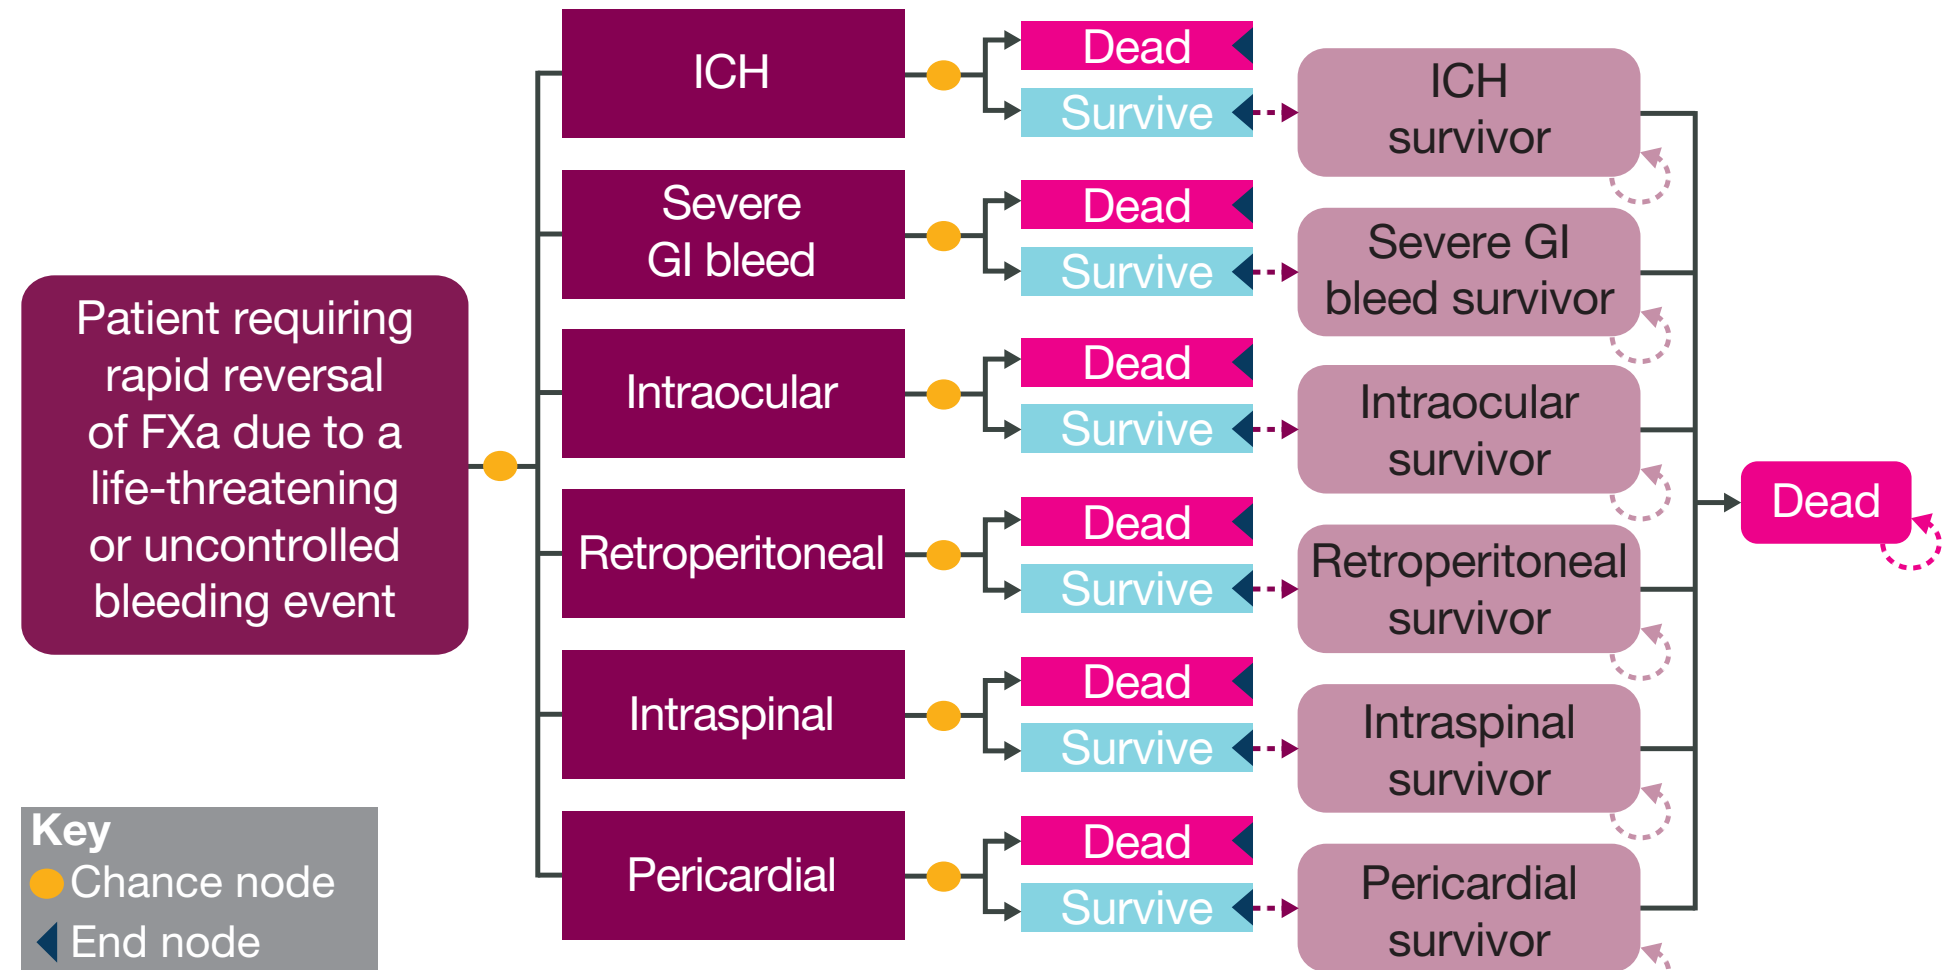 Patient requiring
rapid reversal
of FXa due to a
life-threatening
or uncontrolled
bleeding event
ICH
Dead
Survive
ICH
survivor
Severe
GI bleed
Dead
Survive
Severe GI
bleed survivor
Intraocular
Dead
Survive
Intraocular
survivor
Retroperitoneal
Dead
Survive
Retroperitoneal
survivor
Intraspinal
Dead
Survive
Intraspinal
survivor
Pericardial
Dead
Survive
Pericardial
survivor
Dead
Key
Chance node
End node